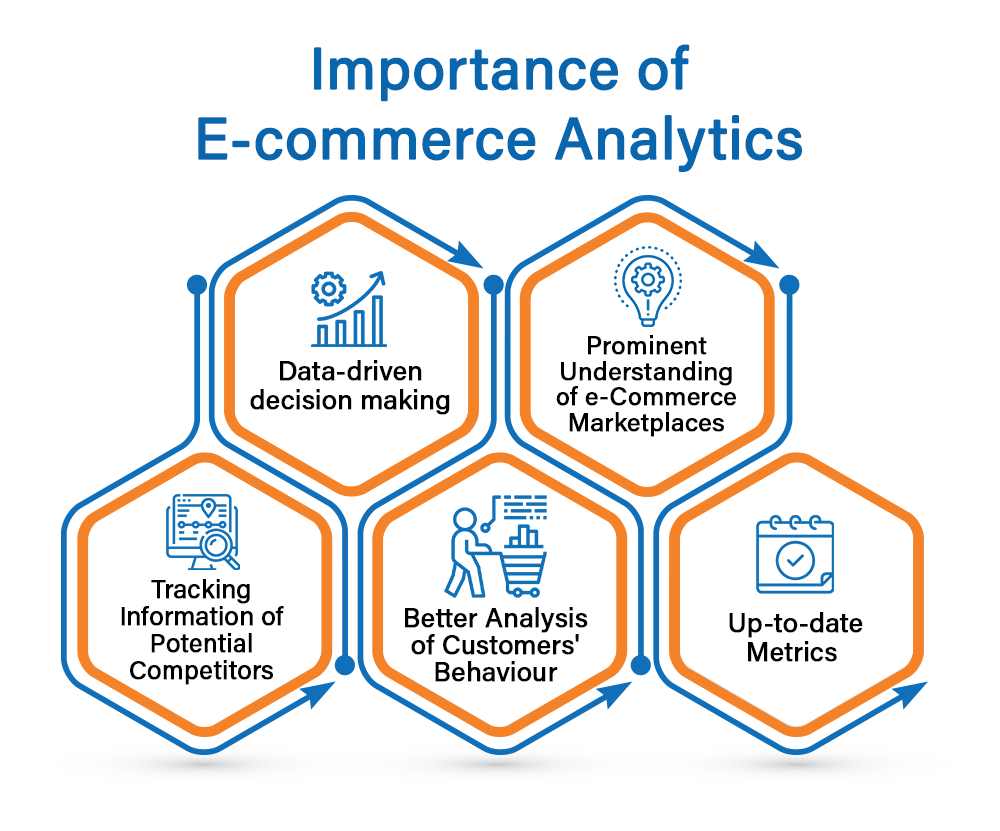 Importance of
E-commerce Analytics
Data-driven
decision making
Prominent
Understanding
of e-Commerce
Marketplaces
Tracking
Information of
Potential
Competitors
Better Analysis
of Customers'
Behaviour
Up-to-date
Metrics